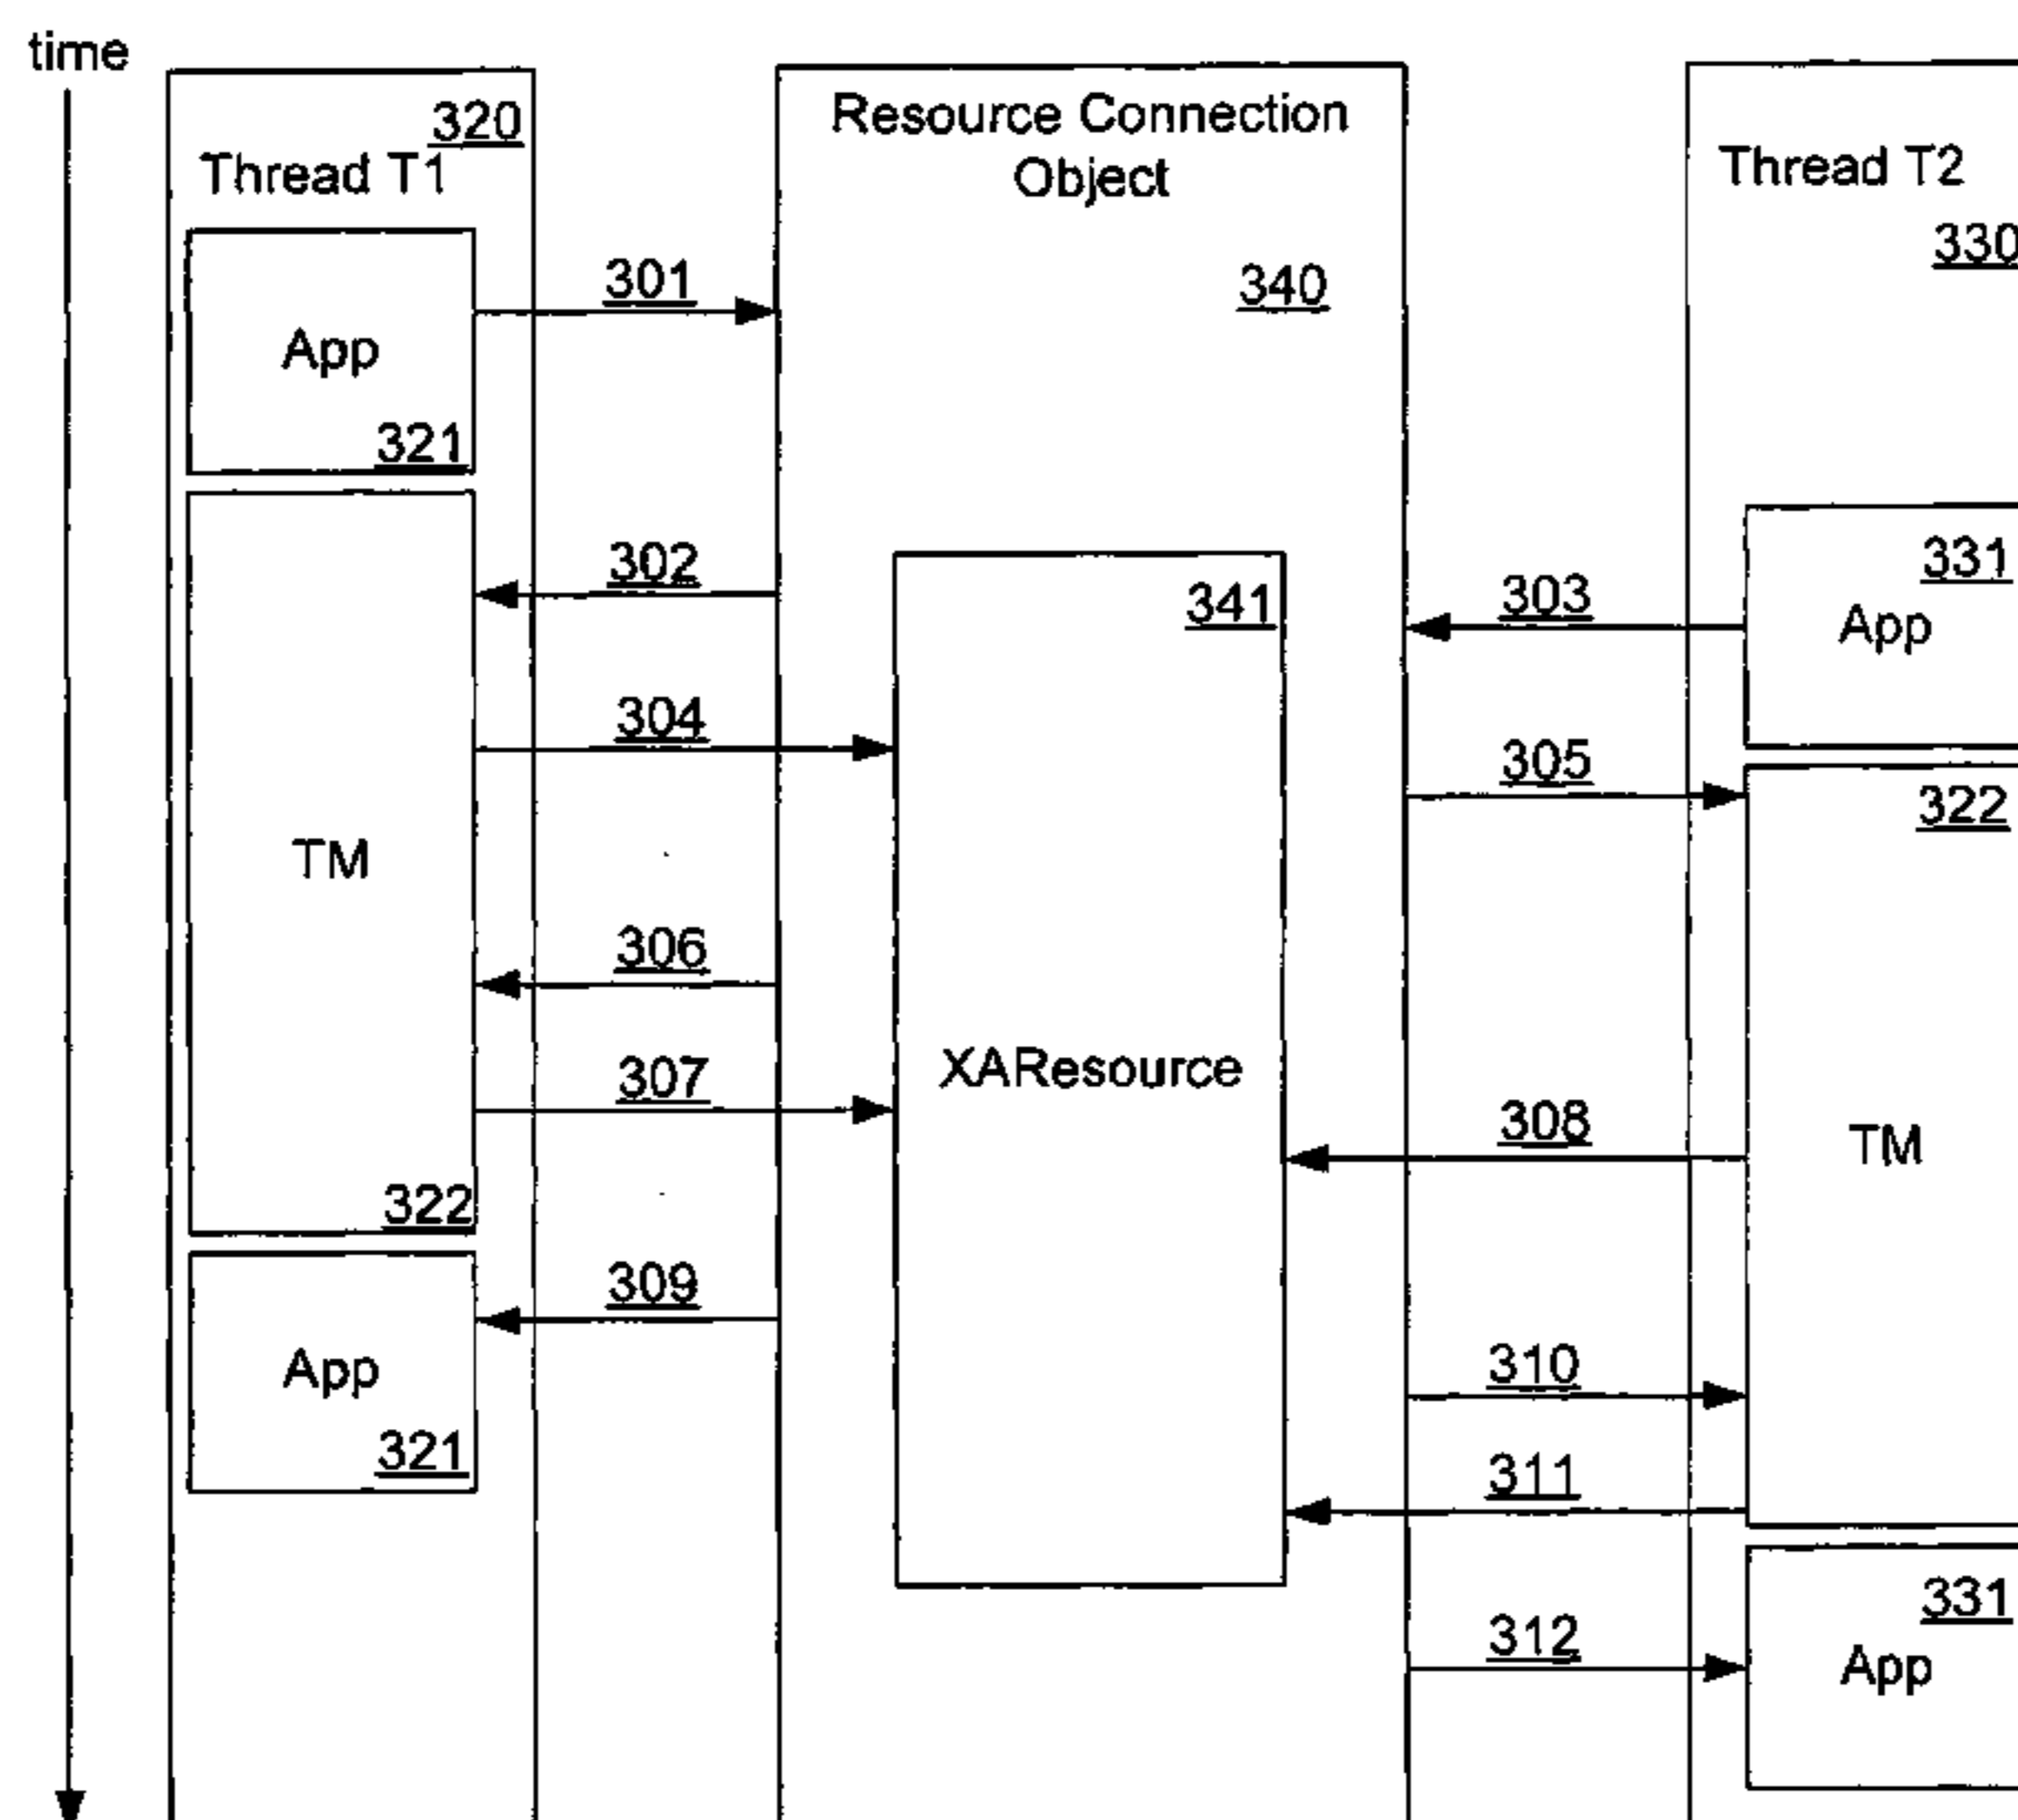 time
320
Thread T1
Resource Connection
Object
340
Thread T2
330
301
App
321
302
303
331
App
341
304
305
322
TM
306
XAResource
307
308
TM
322
309
App
321
310
311
331
312
App